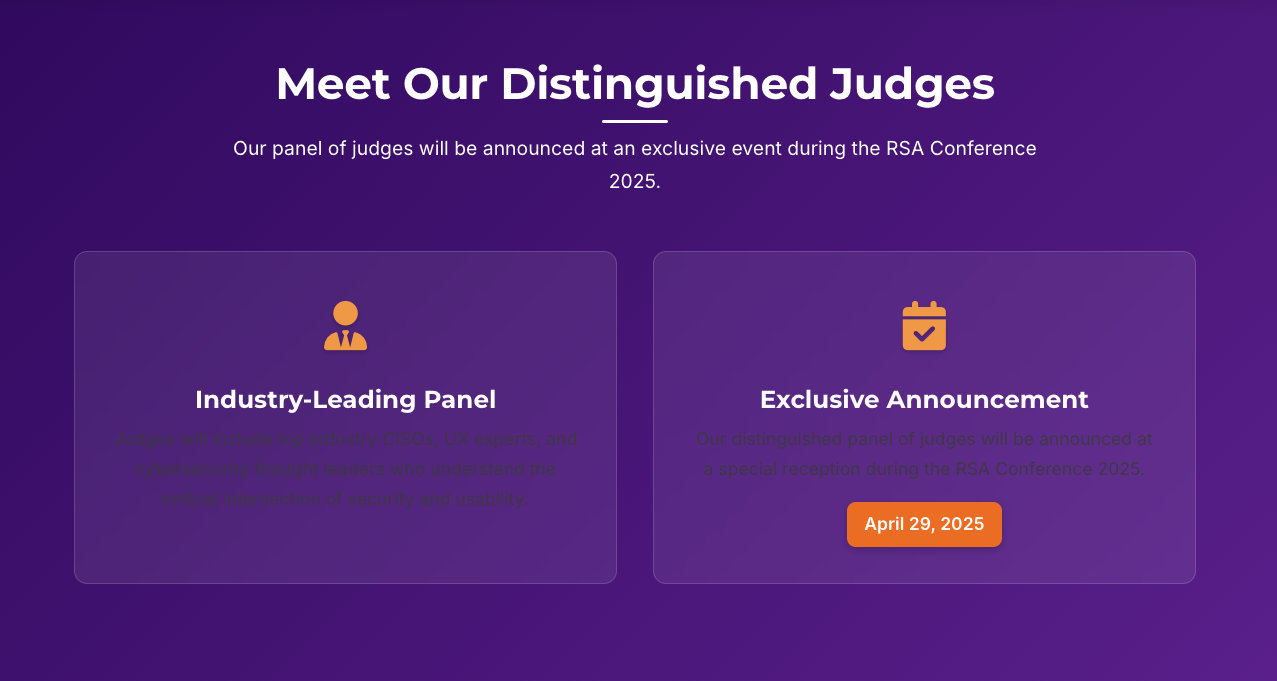 Meet Our Distinguished Judges
Our panel of judges will be announced at an exclusive event during the RSA Conference
2025.
Industry-Leading Panel
Judges will include top industry CISOs, UX experts, and
cybersecurity thought leaders who understand the
critical intersection of security and usability.
Exclusive Announcement
Our distinguished panel of judges will be announced at
a special reception during the RSA Conference 2025.
April 29, 2025